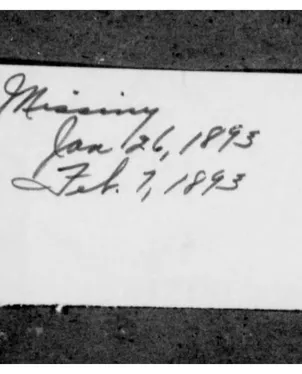 Missing
Jan 26, 1893
Feb. 7, 1893